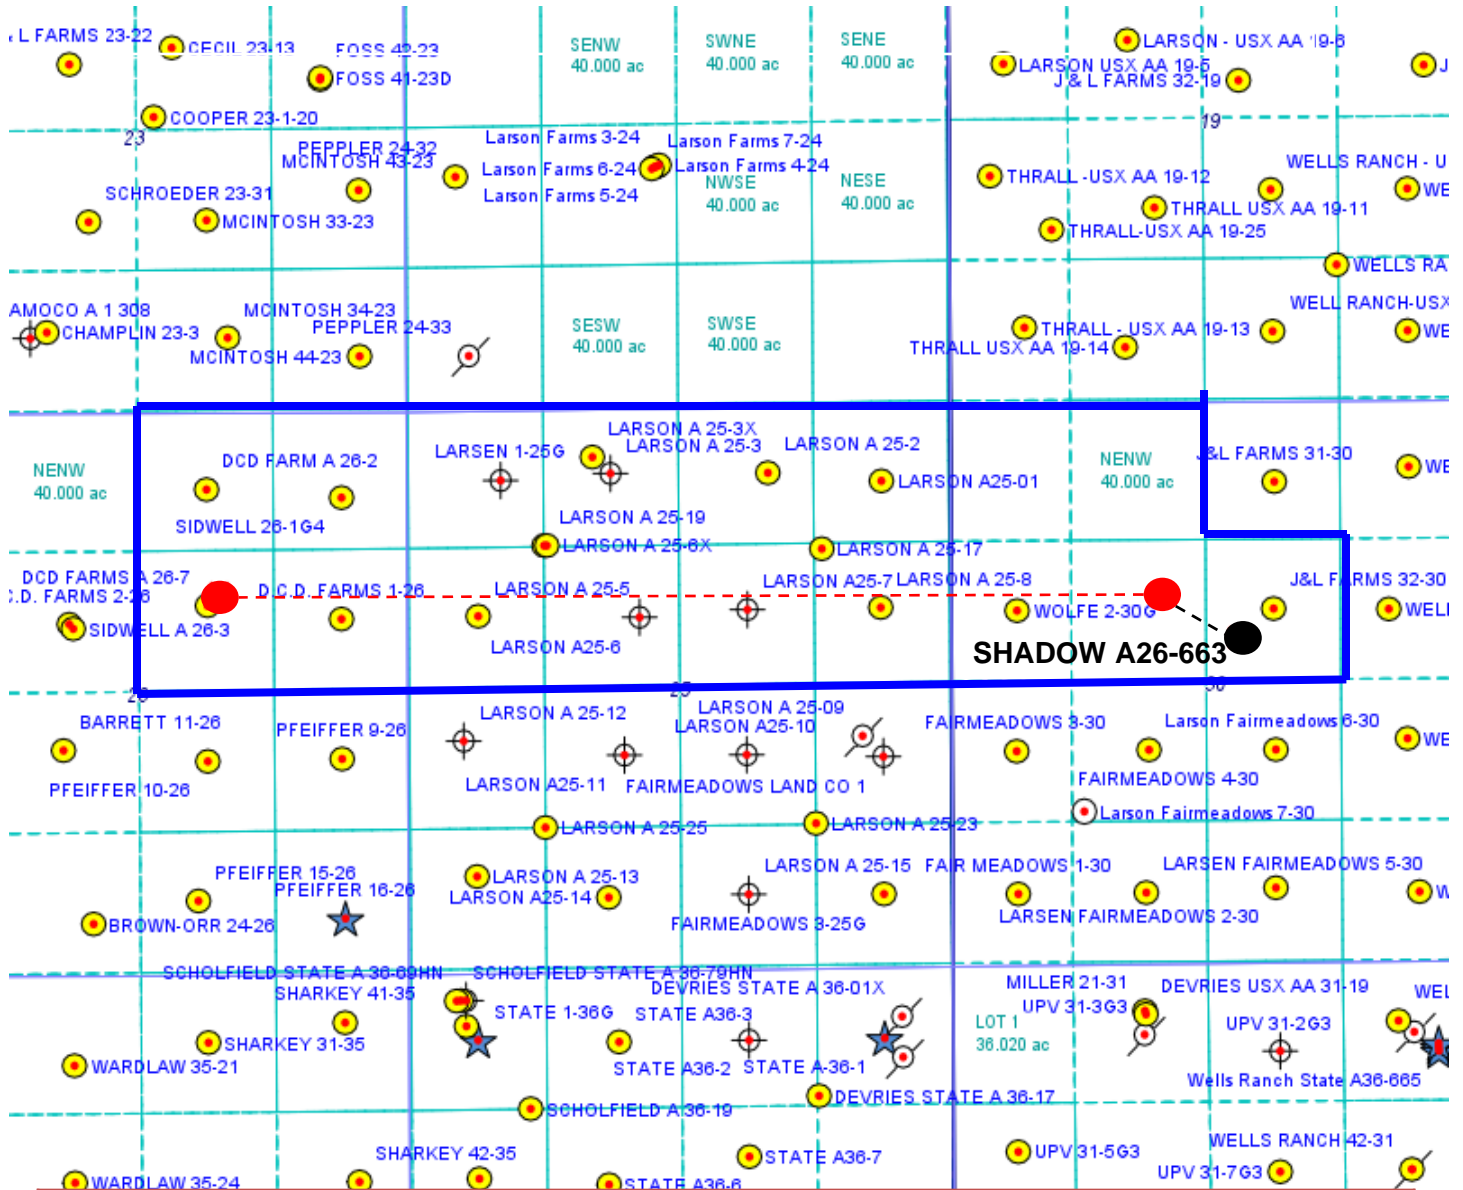 L FARMS 23-22
CECIL 23-13
FOSS 42-23
FOSS 41-23D
COOPER 23-1-20
23
SENW
40.000 ac
SWNE
40.000 ac
SENE
40.000 ac
LARSON - USX AA 19-6
LARSON USX AA 19-5
J & L FARMS 32-19
J
19
PEPPLER 24-32
MCINTOSH 43-23
Larson Farms 3-24
Larson Farms 7-24
Larson Farms 6-24
Larson Farms 4-24
Larson Farms 5-24
NWSE
40.000 ac
NESE
40.000 ac
SCHROEDER 23-31
MCINTOSH 33-23
THRALL -USX AA 19-12
WELLS RANCH - U
WE
THRALL USX AA 19-11
THRALL-USX AA 19-25
WELLS RA
AMOCO A 1 308
CHAMPLIN 23-3
MCINTOSH 34-23
PEPPLER 24-33
MCINTOSH 44-23
SESW
40.000 ac
SWSE
40.000 ac
WELL RANCH-USX
THRALL - USX AA 19-13
WE
THRALL USX AA 19-14
NENW
40.000 ac
DCD FARM A 26-2
SIDWELL 26-1G4
LARSEN 1-25G
LARSON A 25-3X
LARSON A 25-3
LARSON A 25-2
LARSON A25-01
NENW
40.000 ac
J&L FARMS 31-30
WE
LARSON A 25-19
LARSON A 25-6X
LARSON A 25-17
DCD FARMS A 26-7
C.D. FARMS 2-26
SIDWELL A 26-3
D.C.D. FARMS 1-26
LARSON A 25-5
LARSON A25-6
LARSON A25-7
LARSON A 25-8
WOLFE 2-30G
J&L FARMS 32-30
WELL
SHADOW A26-663
26
25
30
BARRETT 11-26
PFEIFFER 9-26
PFEIFFER 10-26
LARSON A 25-12
LARSON A 25-09
LARSON A25-10
LARSON A25-11
FAIRMEADOWS LAND CO 1
FAIRMEADOWS 3-30
Larson Fairmeadows 6-30
WE
FAIRMEADOWS 4-30
Larson Fairmeadows 7-30
LARSON A 25-25
LARSON A 25-23
PFEIFFER 15-26
PFEIFFER 16-26
BROWN-ORR 24-26
LARSON A 25-13
LARSON A25-14
LARSON A 25-15
FAIR MEADOWS 1-30
LARSEN FAIRMEADOWS 5-30
W
FAIRMEADOWS 3-25G
LARSEN FAIRMEADOWS 2-30
SCHOLFIELD STATE A 36-69HN
SCHOLFIELD STATE A 36-79HN
SHARKEY 41-35
SHARKEY 31-35
WARDLAW 35-21
STATE 1-36G
DEVRIES STATE A 36-01X
STATE A36-3
STATE A36-2
STATE A-36-1
MILLER 21-31
UPV 31-3G3
DEVRIES USX AA 31-19
WEL
LOT 1
36.020 ac
UPV 31-2G3
Wells Ranch State A36-665
SCHOLFIELD A 36-19
DEVRIES STATE A 36-17
SHARKEY 42-35
WARDLAW 35-24
STATE A36-7
STATE A36-6
UPV 31-5G3
WELLS RANCH 42-31
UPV 31-7G3